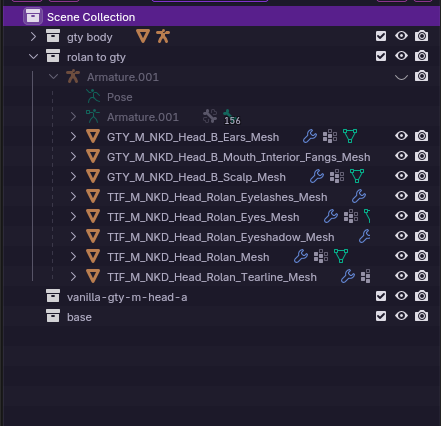 Scene Collection
gty body
rolan to gty
Armature.001
Pose
Armature.001 156
GTY_M_NKD_Head_B_Ears_Mesh
GTY_M_NKD_Head_B_Mouth_Interior_Fangs_Mesh
GTY_M_NKD_Head_B_Scalp_Mesh
TIF_M_NKD_Head_Rolan_Eyelashes_Mesh
TIF_M_NKD_Head_Rolan_Eyes_Mesh
TIF_M_NKD_Head_Rolan_Eyeshadow_Mesh
TIF_M_NKD_Head_Rolan_Mesh
TIF_M_NKD_Head_Rolan_Tearline_Mesh
vanilla-gty-m-head-a
base